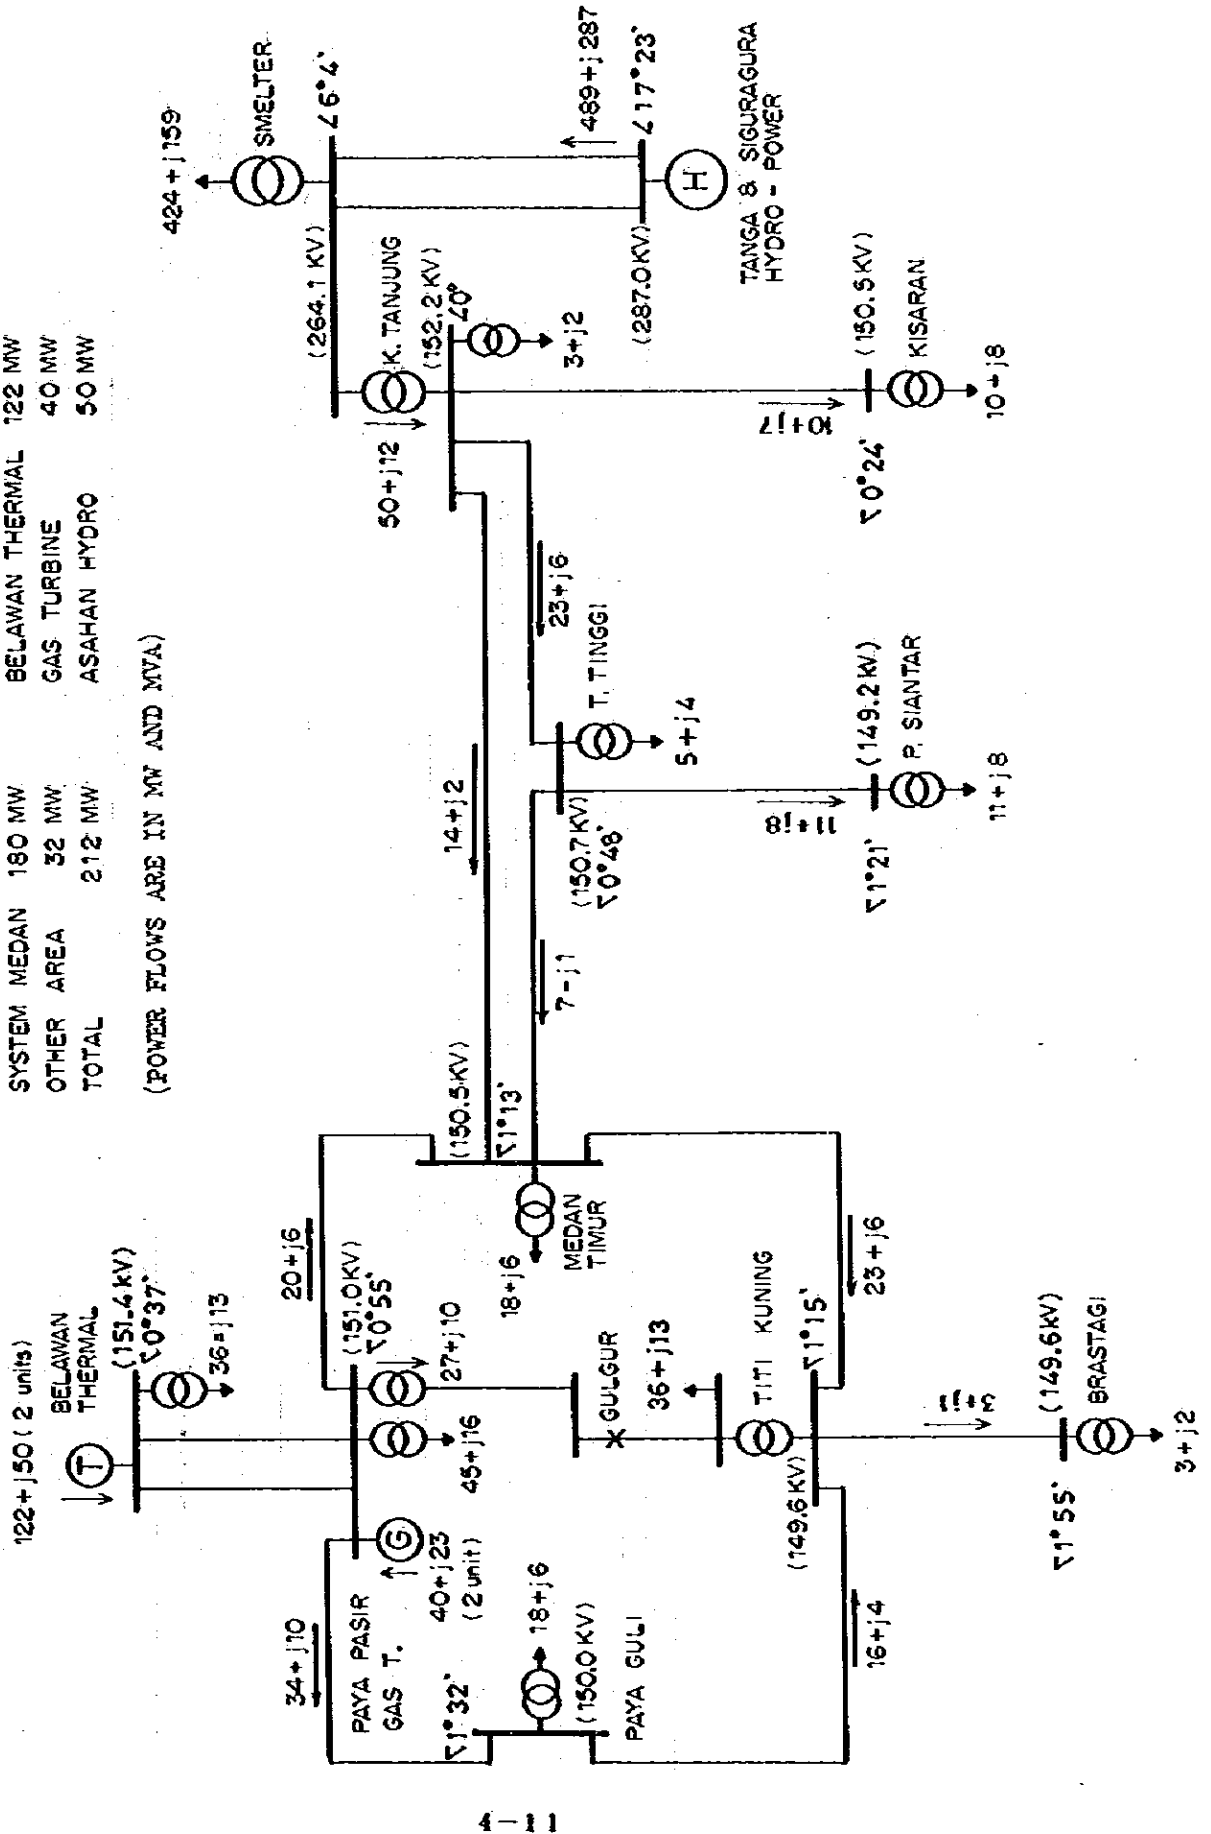 SYSTEM MEDAN 180 MW BELAWAN THERMAL 122 MW
OTHER AREA 32 MW GAS TURBINE 40 MW
TOTAL 212 MW ASAHAN HYDRO 50 MW
(POWER FLOWS ARE IN MW AND MVA)
122+j50 (2 units)
BELAWAN
THERMAL
T
(151.4 kV)
∇0°37'
36=j13
20+j6
34+j10
PAYA PASIR
GAS T.
G
40+j23
(2 unit)
45+j16
(151.0KV)
∇0°55'
27+j10
GULGUR
36+j13
TITI KUNING
(149.6KV)
∇1°15'
∇1°32'
18+j6
(150.0KV)
PAYA GULI
16+j4
23+j6
3+j1
(149.6KV)
∇1°55'
BRASTAGI
3+j2
(150.5KV)
∇1°13'
MEDAN
TIMUR
18+j6
14+j2
7-j1
23+j6
(150.7KV)
∇0°48'
T. TINGGI
5+j4
11+j8
(149.2KV)
∇1°21'
P. SIANTAR
11+j8
424+j159
SMELTER
∠6°4'
(264.1 KV)
K. TANJUNG
50+j12
(152.2KV)
∠0°
3+j2
489+j287
(287.0KV)
∠17°23'
H
TANGA & SIGURAGURA
HYDRO - POWER
10+j7
(150.5KV)
∇0°24'
KISARAN
10+j8
4-11